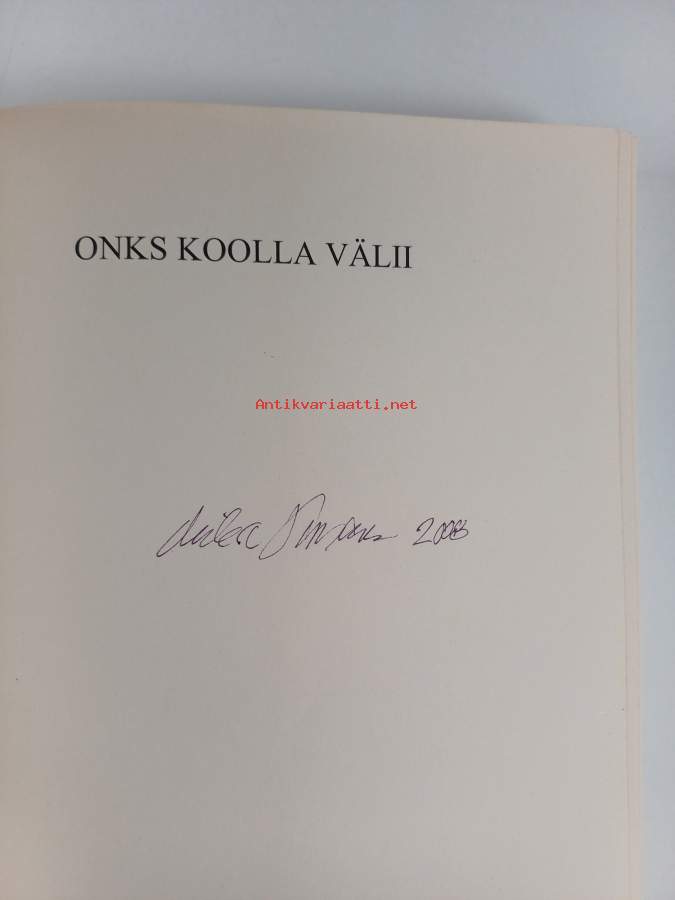 ONKS KOOLLA VÄLII
Antikvariaatti.net
2008